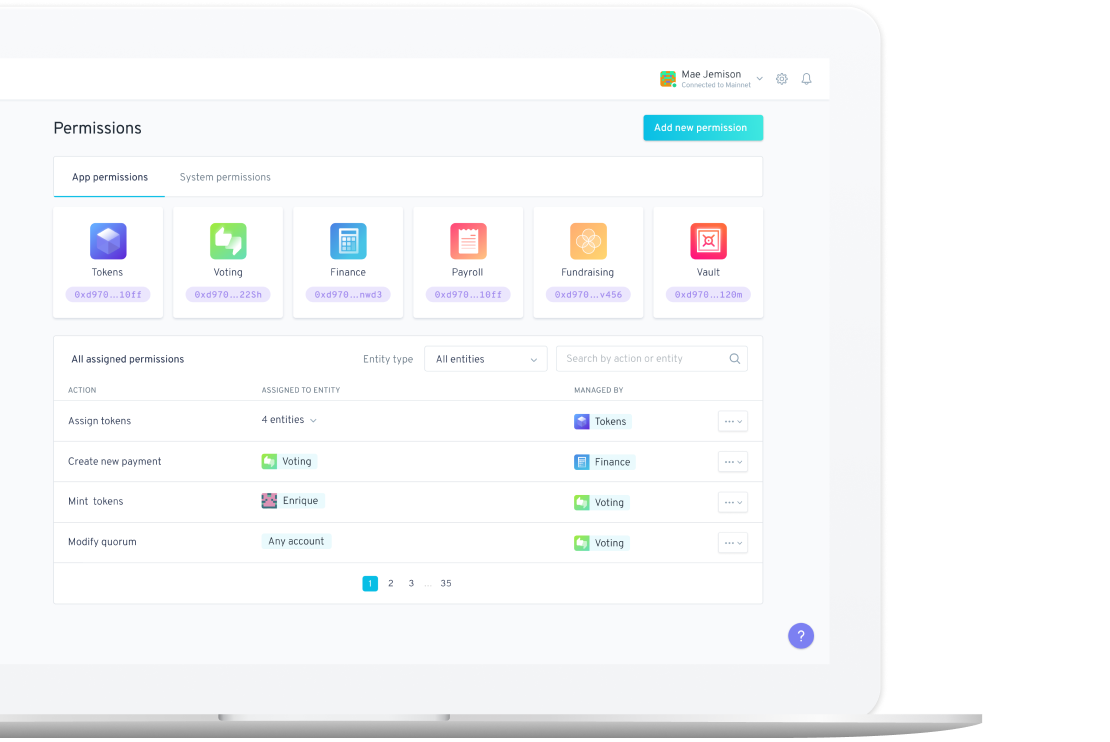 Mae Jemison
Connected to Mainnet
Permissions
Add new permission
App permissions System permissions
Tokens Voting Finance Payroll Fundraising Vault
0xd970...10ff 0xd970...225h 0xd970...nwd3 0xd970...10ff 0xd970...v456 0xd970...120m
All assigned permissions Entity type All entities Search by action or entity
ACTION ASSIGNED TO ENTITY MANAGED BY
Assign tokens 4 entities Tokens
Create new payment Voting Finance
Mint tokens Enrique Voting
Modify quorum Any account Voting
1 2 3 ... 35
?